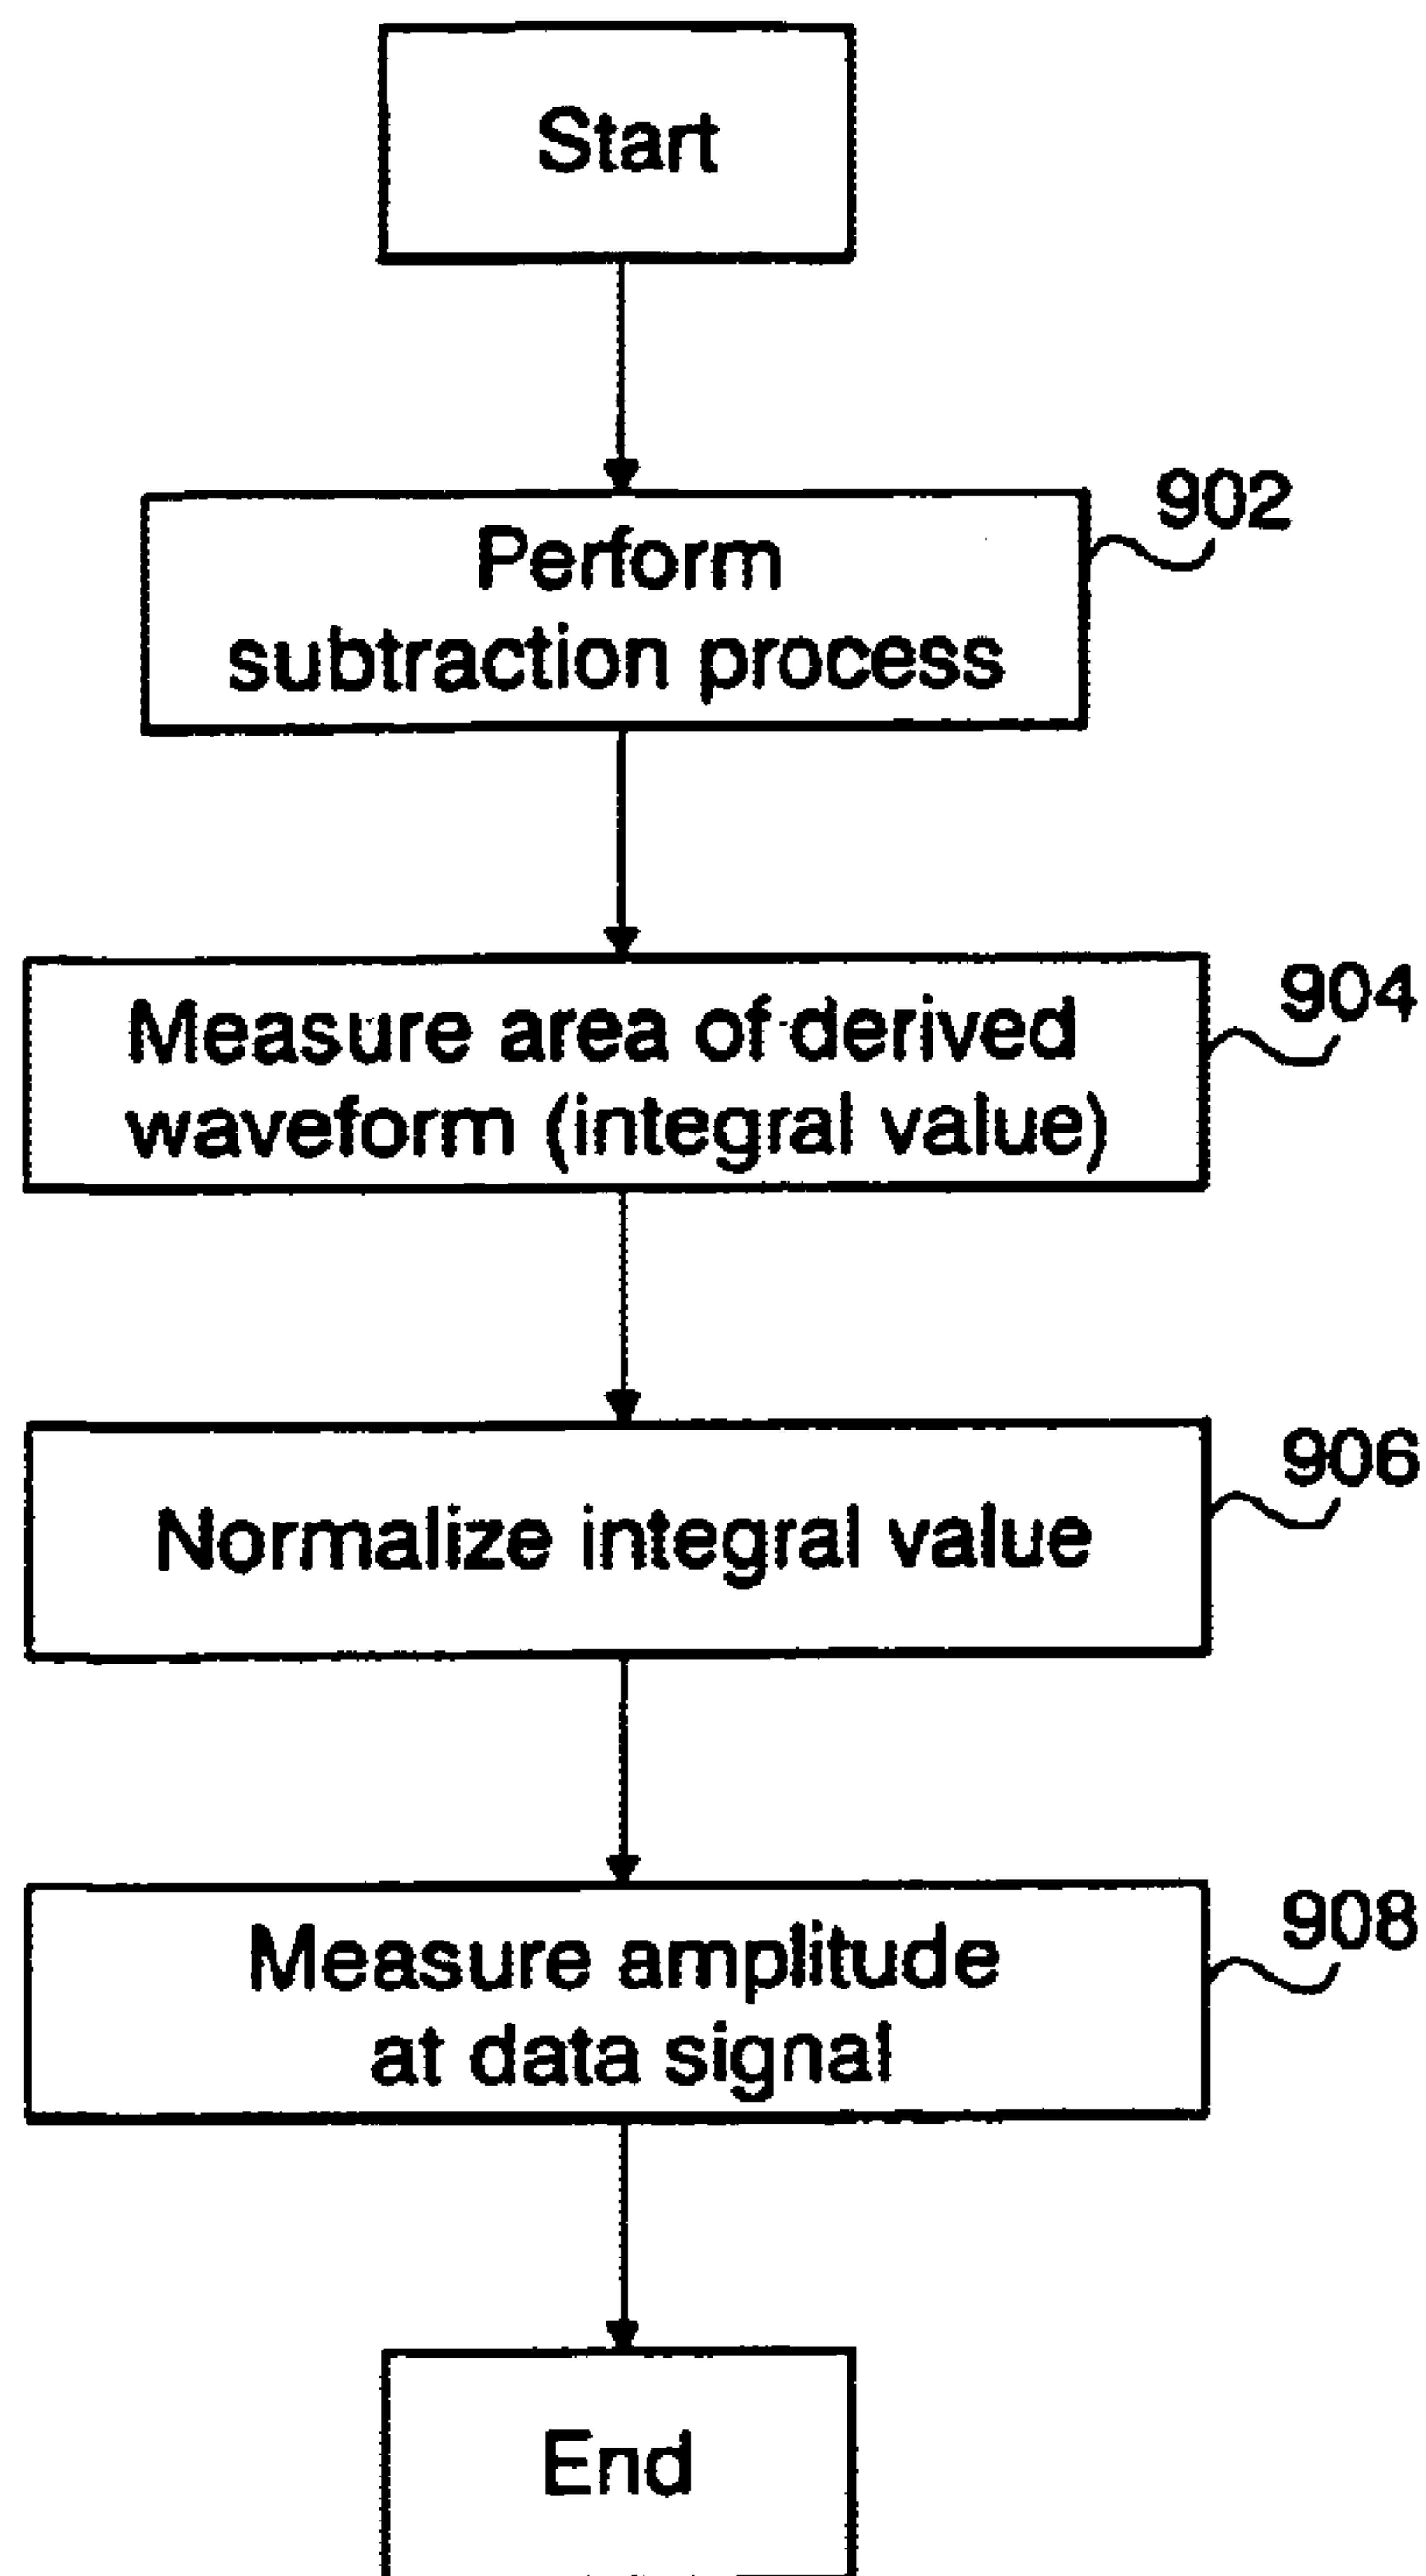 Start
902
Perform
subtraction process
904
Measure area of derived
waveform (integral value)
906
Normalize integral value
908
Measure amplitude
at data signal
End